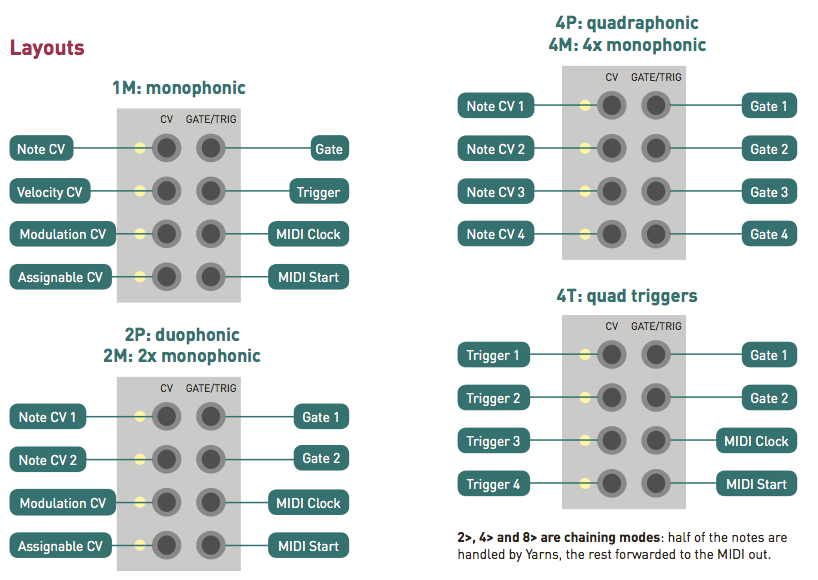 Layouts
1M: monophonic
CV GATE/TRIG
Note CV Gate
Velocity CV Trigger
Modulation CV MIDI Clock
Assignable CV MIDI Start
2P: duophonic
2M: 2x monophonic
CV GATE/TRIG
Note CV 1 Gate 1
Note CV 2 Gate 2
Modulation CV MIDI Clock
Assignable CV MIDI Start
4P: quadraphonic
4M: 4x monophonic
CV GATE/TRIG
Note CV 1 Gate 1
Note CV 2 Gate 2
Note CV 3 Gate 3
Note CV 4 Gate 4
4T: quad triggers
CV GATE/TRIG
Trigger 1 Gate 1
Trigger 2 Gate 2
Trigger 3 MIDI Clock
Trigger 4 MIDI Start
2>, 4> and 8> are chaining modes: half of the notes are
handled by Yarns, the rest forwarded to the MIDI out.